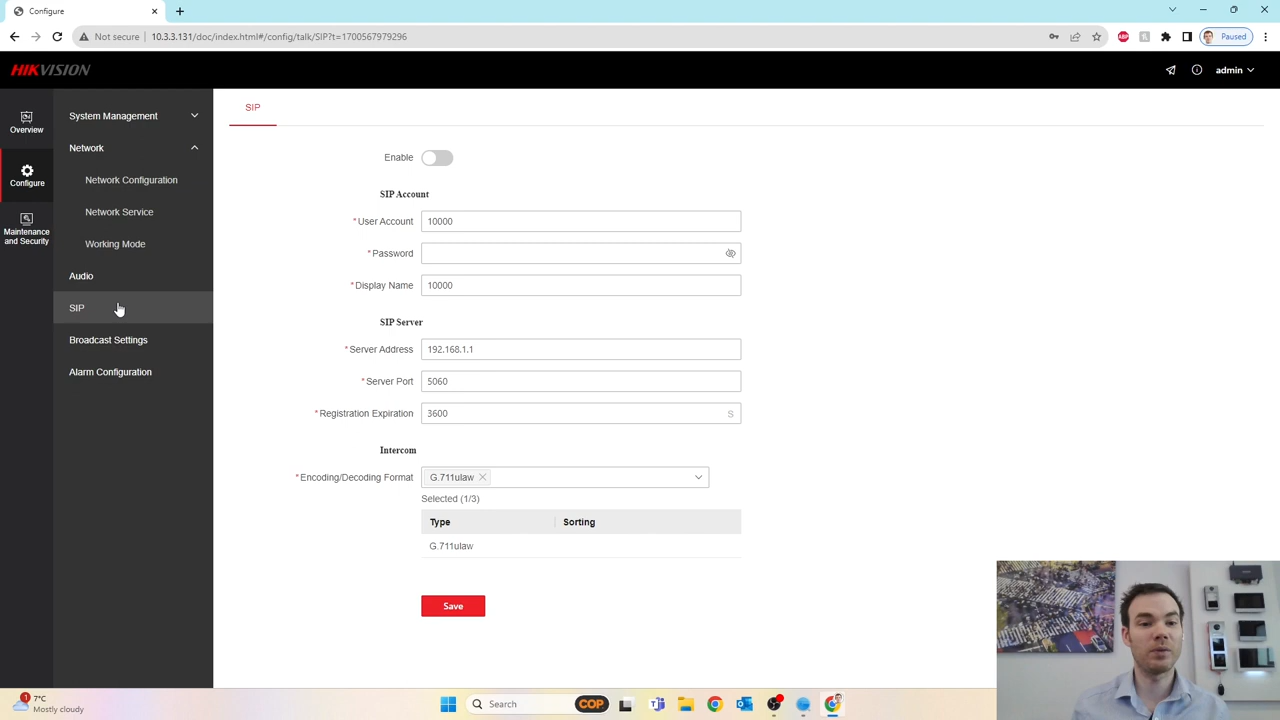 Configure
Not secure 10.3.3.131/doc/index.html#/config/talk/SIP?t=1700567979296
ABP
Paused
HIKVISION
admin
Overview
Configure
Maintenance
and Security
System Management
Network
Network Configuration
Network Service
Working Mode
Audio
SIP
Broadcast Settings
Alarm Configuration
SIP
Enable
SIP Account
*User Account 10000
*Password
*Display Name 10000
SIP Server
*Server Address 192.168.1.1
*Server Port 5060
*Registration Expiration 3600 S
Intercom
*Encoding/Decoding Format G.711ulaw
Selected (1/3)
Type Sorting
G.711ulaw
Save
1
7°C
Mostly cloudy
Search
COP